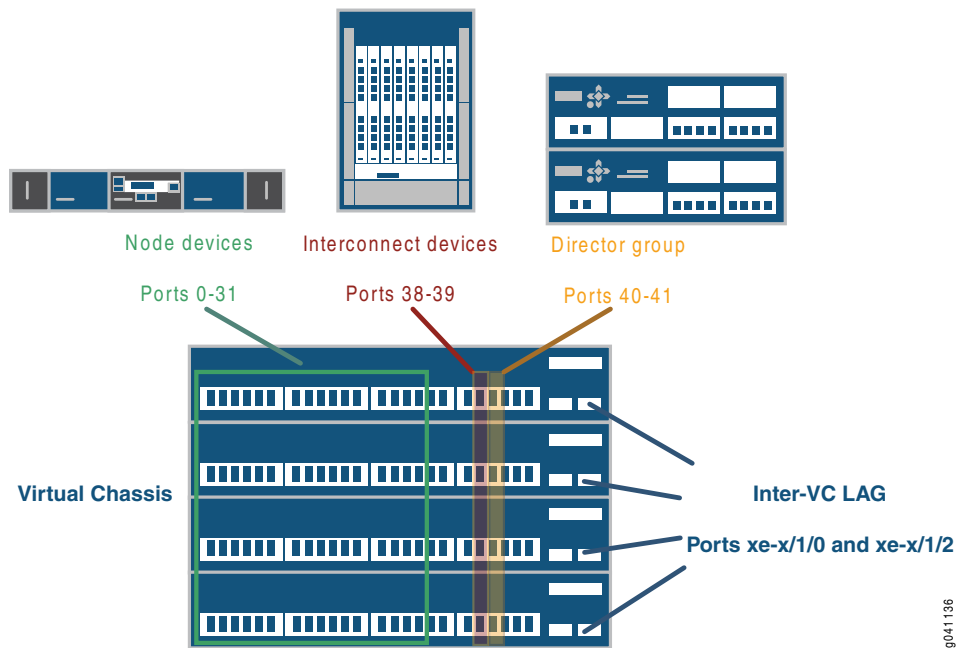 Node devices
Interconnect devices
Director group
Ports 0-31
Ports 38-39
Ports 40-41
Virtual Chassis
Inter-VC LAG
Ports xe-x/1/0 and xe-x/1/2
g041136